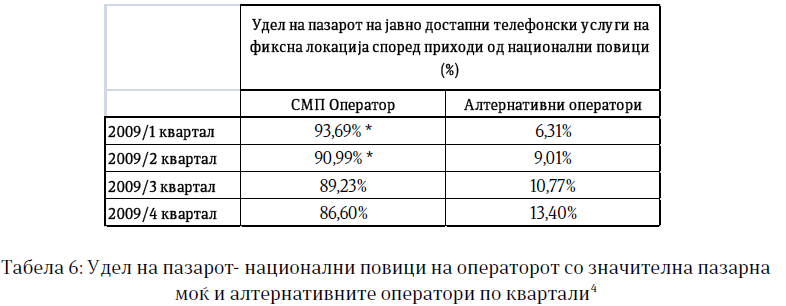 Удел на пазарот на јавно достапни телефонски услуги на
фиксна локација според приходи од национални повици
(%)
СМП Оператор Алтернативни оператори
2009/1 квартал 93,69% * 6,31%
2009/2 квартал 90,99% * 9,01%
2009/3 квартал 89,23% 10,77%
2009/4 квартал 86,60% 13,40%
Табела 6: Удел на пазарот- национални повици на операторот со значителна пазарна
моќ и алтернативните оператори по квартали⁴